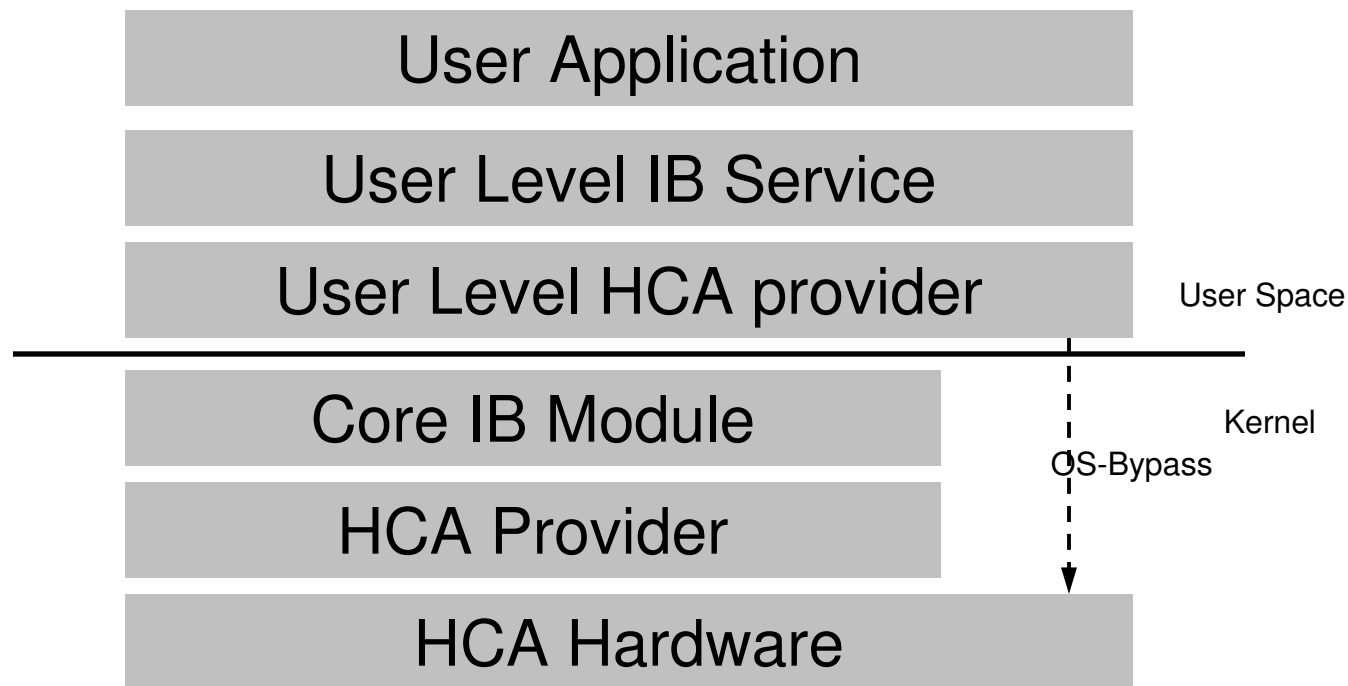 User Application
User Level IB Service
User Level HCA provider
User Space
Core IB Module
Kernel
OS-Bypass
HCA Provider
HCA Hardware